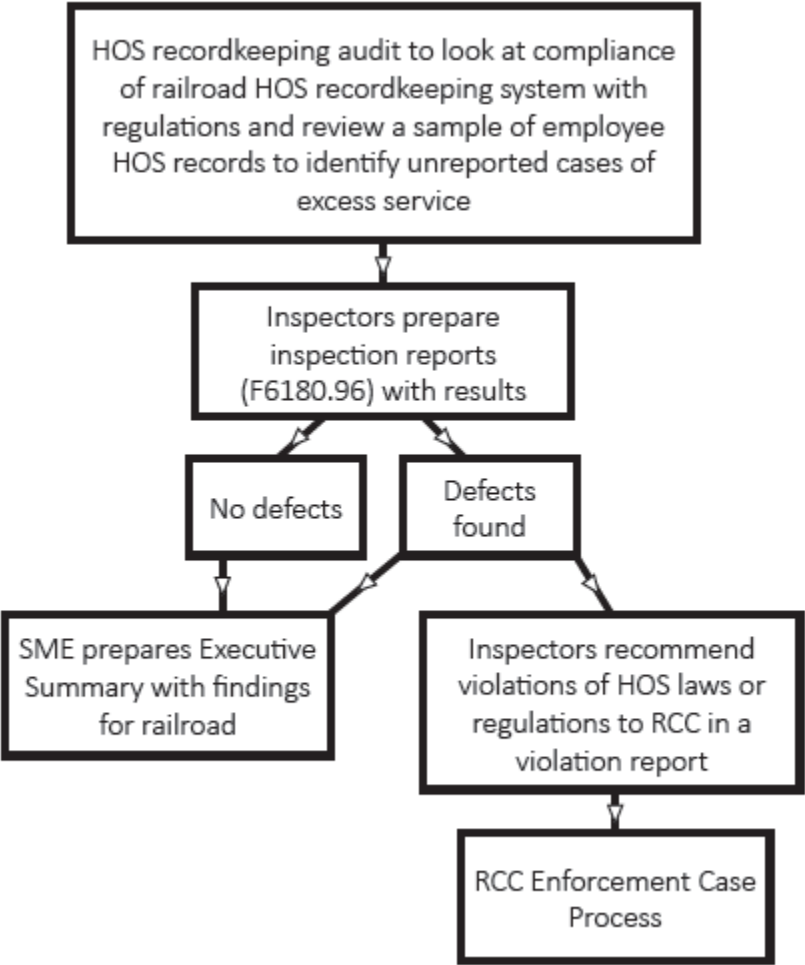 HOS recordkeeping audit to look at compliance
of railroad HOS recordkeeping system with
regulations and review a sample of employee
HOS records to identify unreported cases of
excess service
Inspectors prepare
inspection reports
(F6180.96) with results
No defects
Defects
found
SME prepares Executive
Summary with findings
for railroad
Inspectors recommend
violations of HOS laws or
regulations to RCC in a
violation report
RCC Enforcement Case
Process